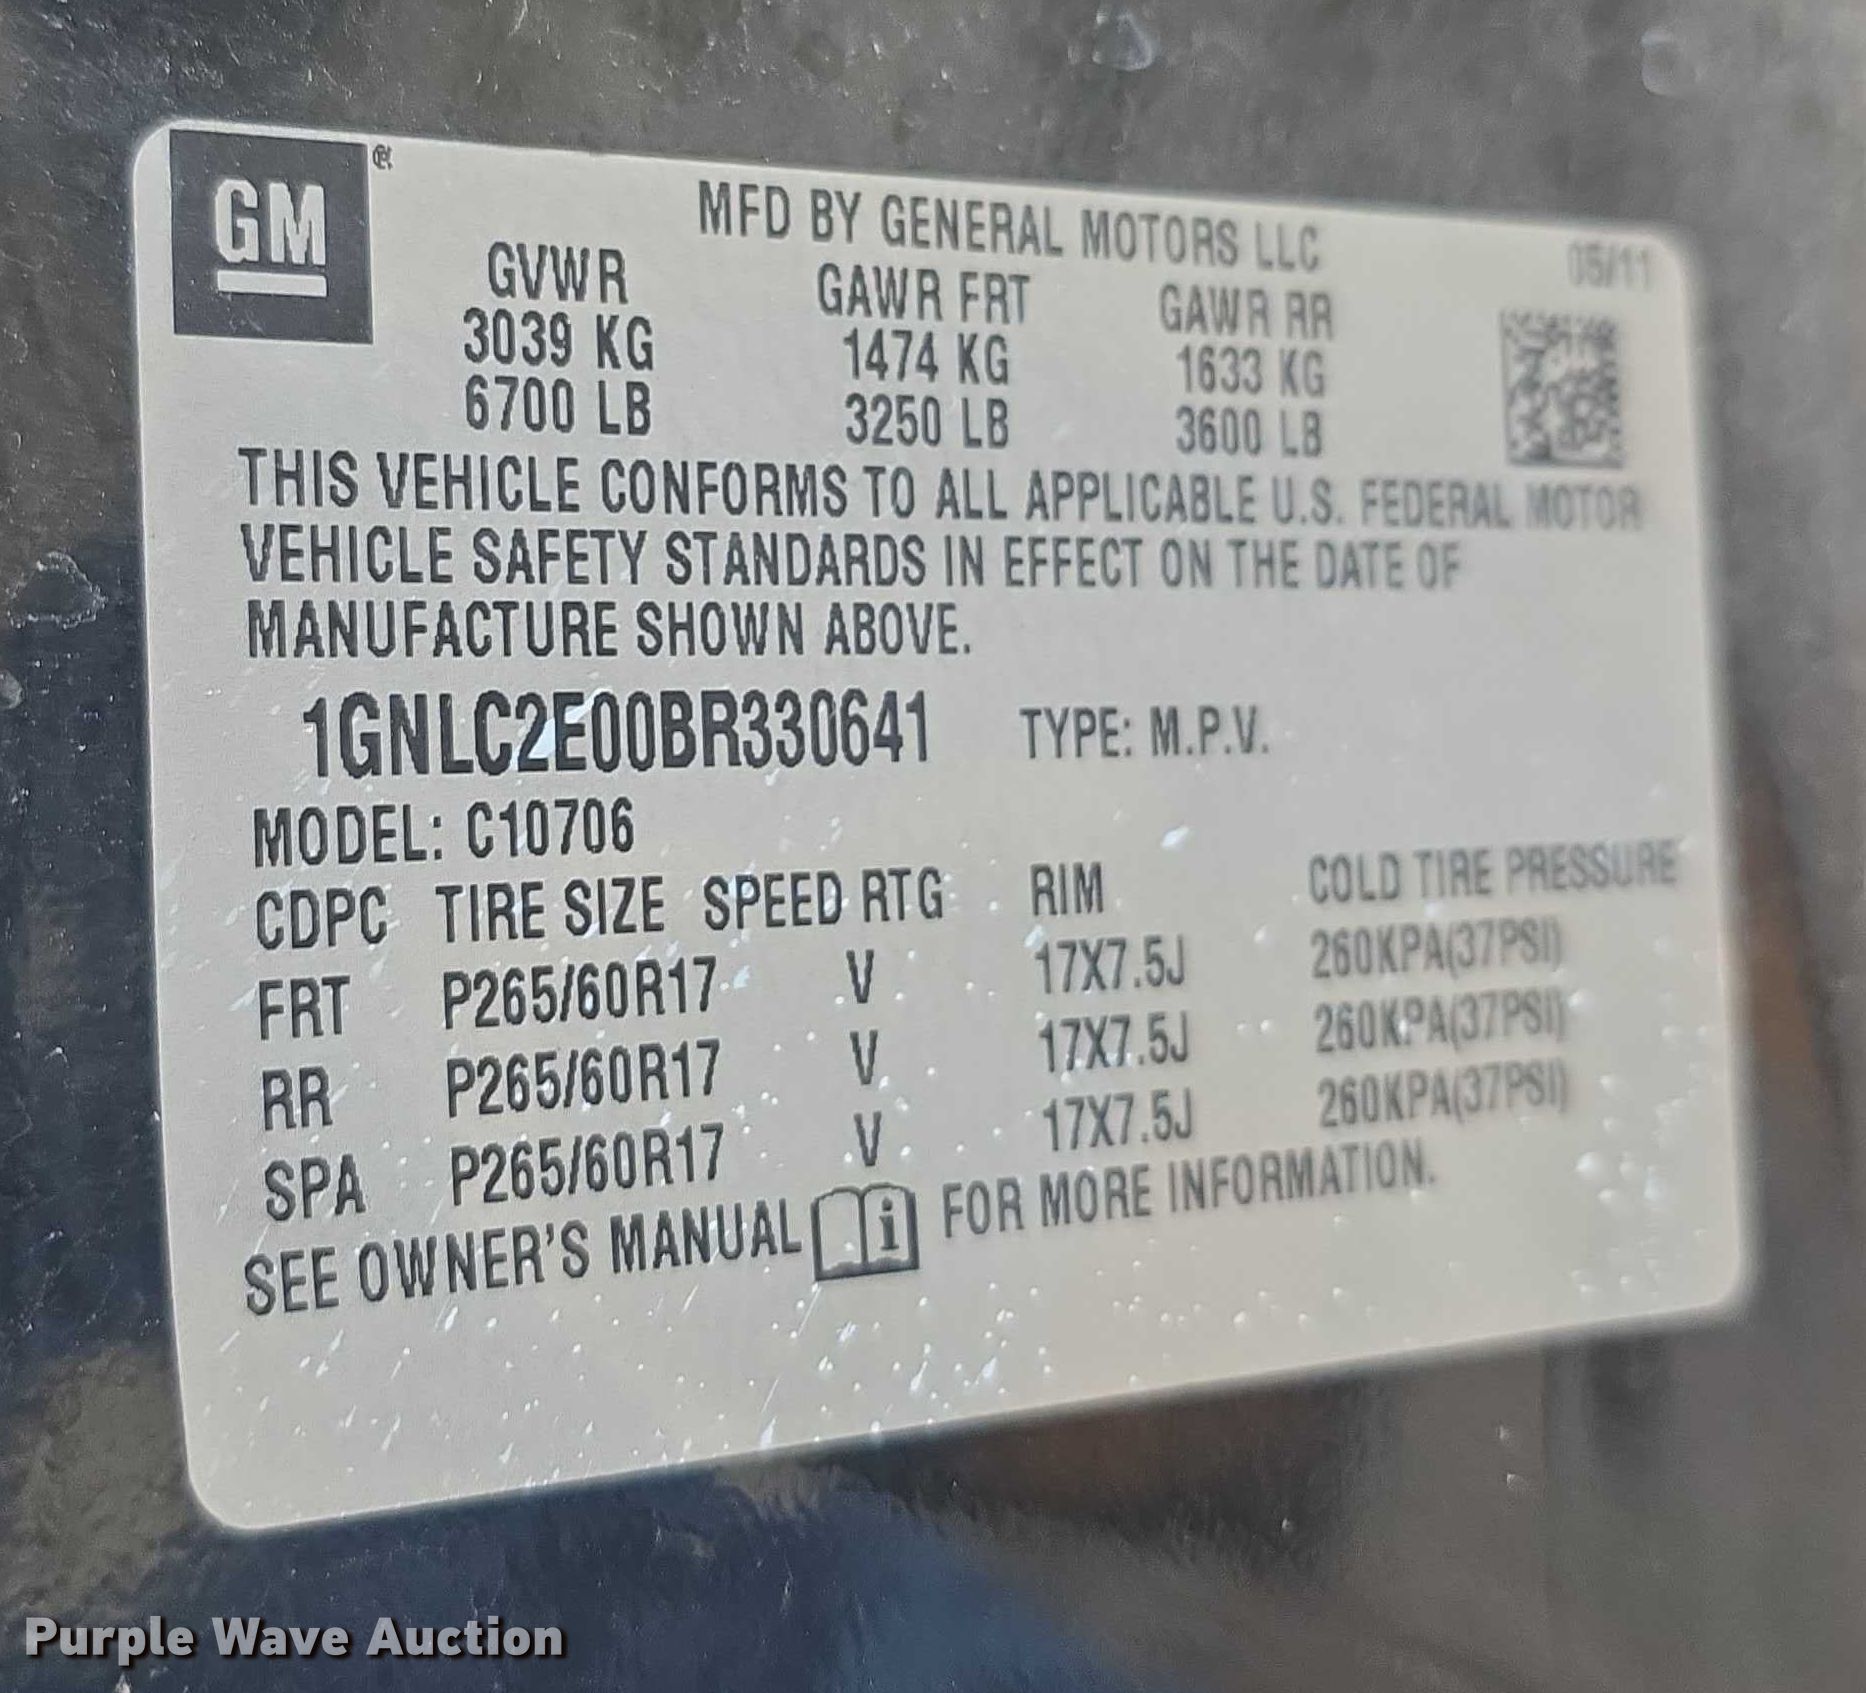 GM ®
MFD BY GENERAL MOTORS LLC 05/11
GVWR GAWR FRT GAWR RR
3039 KG 1474 KG 1633 KG
6700 LB 3250 LB 3600 LB
THIS VEHICLE CONFORMS TO ALL APPLICABLE U.S. FEDERAL MOTOR
VEHICLE SAFETY STANDARDS IN EFFECT ON THE DATE OF
MANUFACTURE SHOWN ABOVE.
1GNLC2E00BR330641 TYPE: M.P.V.
MODEL: C10706
CDPC TIRE SIZE SPEED RTG RIM COLD TIRE PRESSURE
FRT P265/60R17 V 17X7.5J 260KPA(37PSI)
RR P265/60R17 V 17X7.5J 260KPA(37PSI)
SPA P265/60R17 V 17X7.5J 260KPA(37PSI)
SEE OWNER'S MANUAL i FOR MORE INFORMATION.
Purple Wave Auction